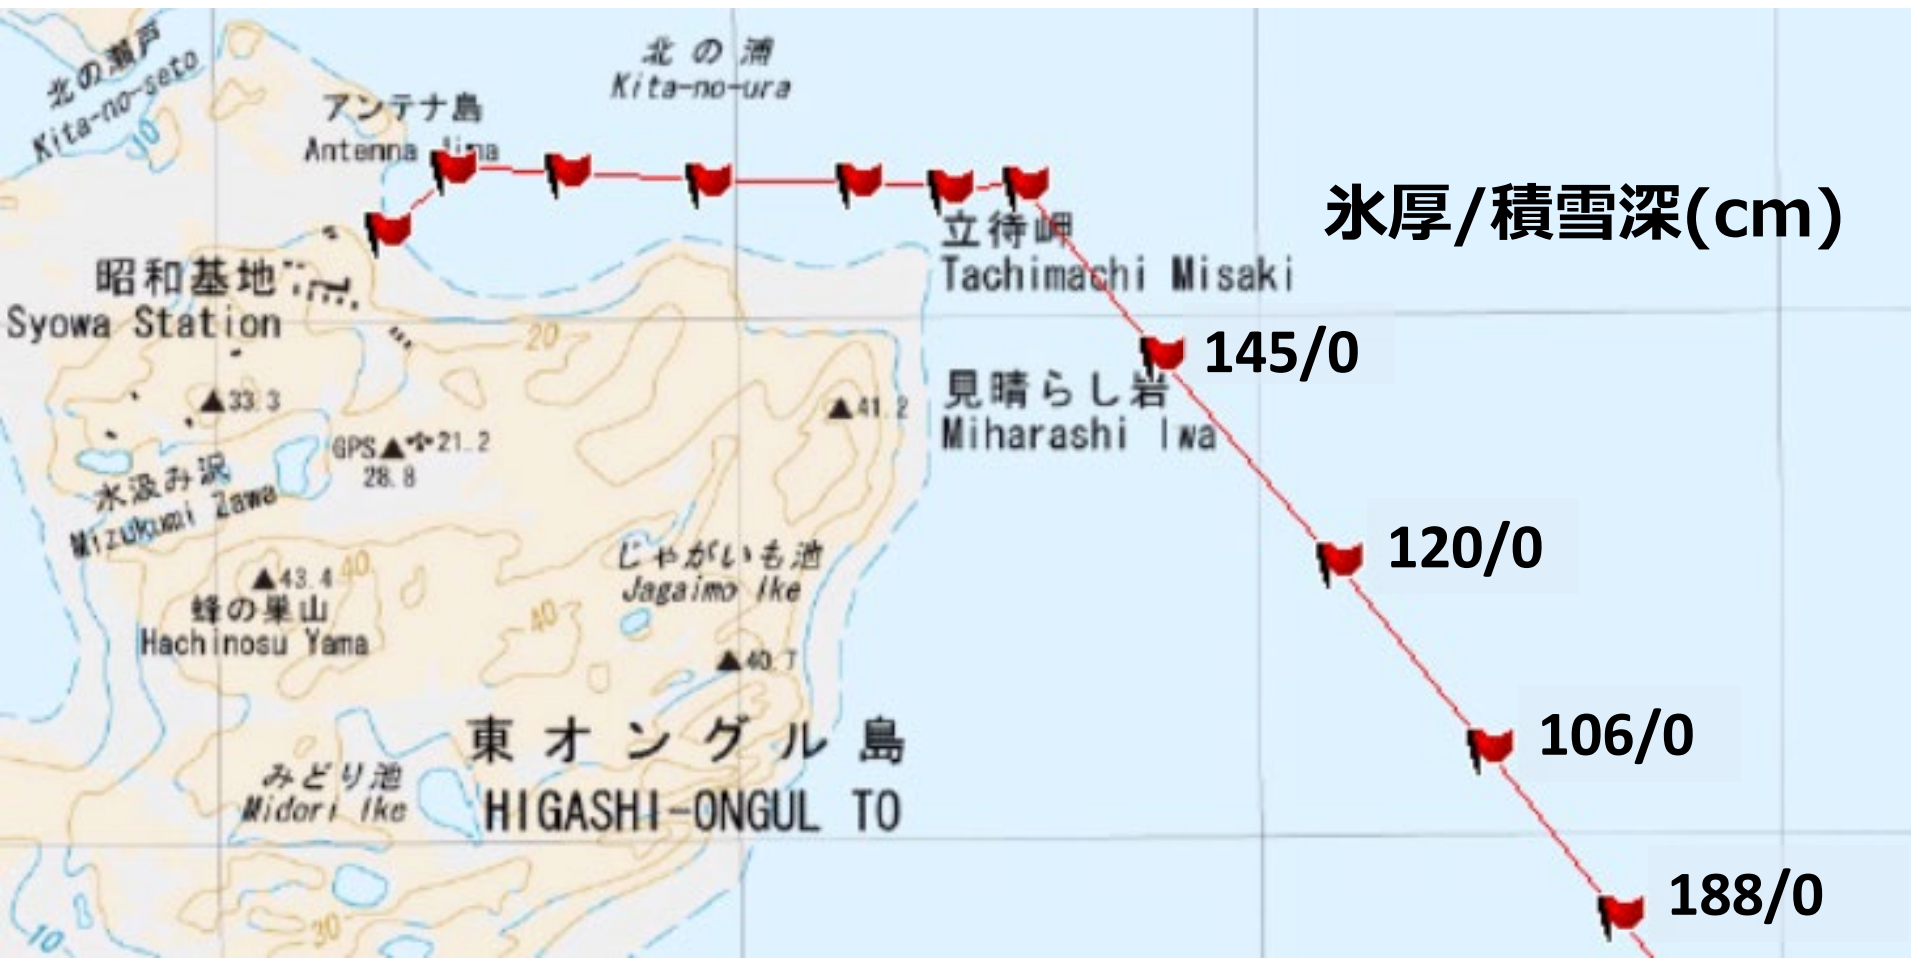 北の瀬戸
Kita-no-seto
10
北の浦
Kita-no-ura
アンテナ島
Antenna
昭和基地
Syowa Station
立待岬
Tachimachi Misaki
氷厚/積雪深(cm)
20
145/0
33.3
41.2
見晴らし岩
Miharashi Iwa
GPS 21.2
28.8
水汲み沢
Mizukumi Zawa
120/0
じゃがいも池
Jagaimo Ike
43.4
40
蜂の巣山
Hachinosu Yama
40
40.7
106/0
東オングル島
HIGASHI-ONGUL TO
みどり池
Midori Ike
188/0
30
10